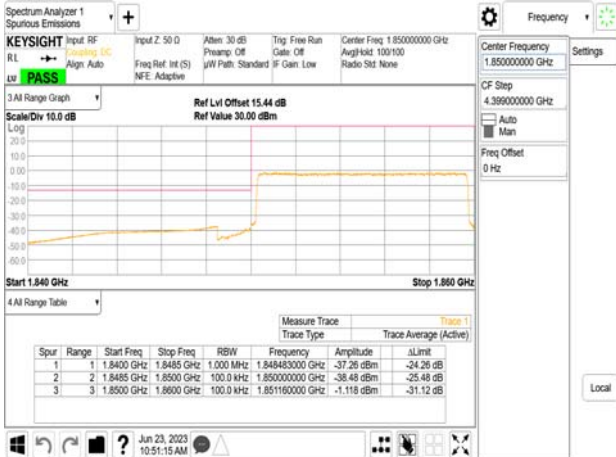 Spectrum Analyzer 1
Spurious Emissions
Frequency
KEYSIGHT
RL
LV
PASS
Input: RF
Coupling: DC
Align: Auto
Input Z: 50 Ω
Freq Ref: Int (S)
NFE: Adaptive
Atten: 30 dB
Preamp: Off
µW Path: Standard
Trig: Free Run
Gate: Off
IF Gain: Low
Center Freq: 1.850000000 GHz
Avg|Hold: 100/100
Radio Std: None
Center Frequency
1.850000000 GHz
Settings
CF Step
4.399000000 GHz
Auto
Man
Freq Offset
0 Hz
Local
3 All Range Graph
Scale/Div 10.0 dB
Ref Lvl Offset 15.44 dB
Ref Value 30.00 dBm
Log
20.0
10.0
0.00
-10.0
-20.0
-30.0
-40.0
-50.0
-60.0
Start 1.840 GHz
Stop 1.860 GHz
4 All Range Table
Measure Trace Trace 1
Trace Type Trace Average (Active)
Spur Range Start Freq Stop Freq RBW Frequency Amplitude ΔLimit
1 1 1.8400 GHz 1.8485 GHz 1.000 MHz 1.848483000 GHz -37.26 dBm -24.26 dB
2 2 1.8485 GHz 1.8500 GHz 100.0 kHz 1.850000000 GHz -38.48 dBm -25.48 dB
3 3 1.8500 GHz 1.8600 GHz 100.0 kHz 1.851160000 GHz -1.118 dBm -31.12 dB
Jun 23, 2023
10:51:15 AM